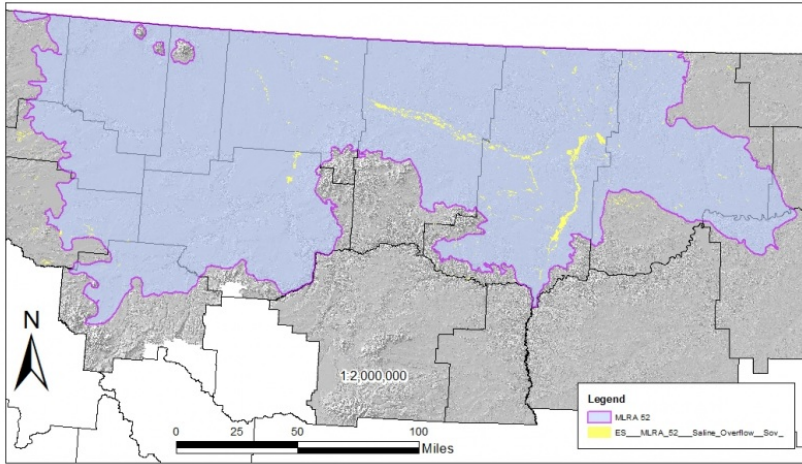 N
1:2,000,000
0 25 50 100
Miles
Legend
MLRA 52
ES___MLRA_52___Saline_Overflow__Sov_